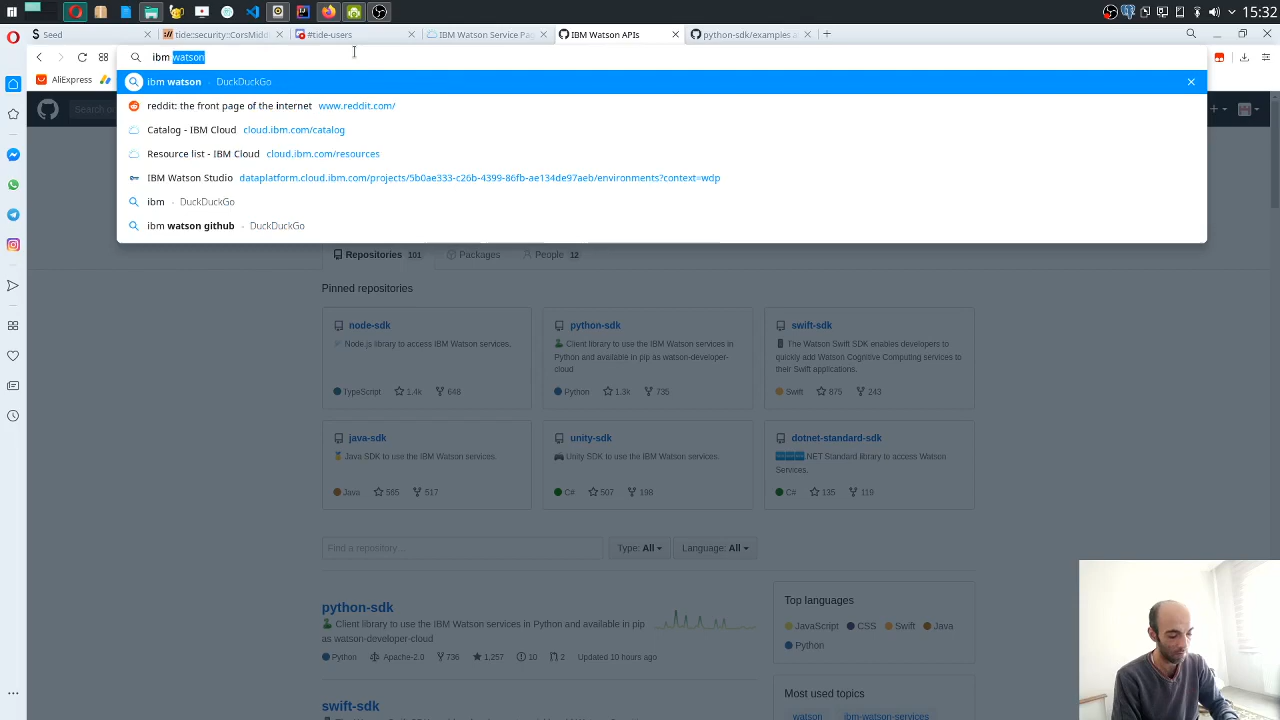 15:32
Seed
tide::security::CorsMiddl
#tide-users
IBM Watson Service Pag
IBM Watson APIs
python-sdk/examples a
ibm watson
AliExpress
ibm watson - DuckDuckGo
reddit: the front page of the internet www.reddit.com/
Catalog - IBM Cloud cloud.ibm.com/catalog
Resource list - IBM Cloud cloud.ibm.com/resources
IBM Watson Studio dataplatform.cloud.ibm.com/projects/5b0ae333-c26b-4399-86fb-ae134de97aeb/environments?context=wdp
ibm - DuckDuckGo
ibm watson github - DuckDuckGo
Search or
Repositories 101 Packages People 12
Pinned repositories
node-sdk
Node.js library to access IBM Watson services.
TypeScript 1.4k 648
python-sdk
Client library to use the IBM Watson services in
Python and available in pip as watson-developer-
cloud
Python 1.3k 735
swift-sdk
The Watson Swift SDK enables developers to
quickly add Watson Cognitive Computing services to
their Swift applications.
Swift 875 243
java-sdk
Java SDK to use the IBM Watson services.
Java 565 517
unity-sdk
Unity SDK to use the IBM Watson services.
C# 507 198
dotnet-standard-sdk
.NET Standard library to access Watson
Services.
C# 135 119
Find a repository... Type: All Language: All
python-sdk
Client library to use the IBM Watson services in Python and available in pip
as watson-developer-cloud
Python Apache-2.0 736 1,257 10 2 Updated 10 hours ago
swift-sdk
Top languages
JavaScript CSS Swift Java
Python
Most used topics
watson ibm-watson-services